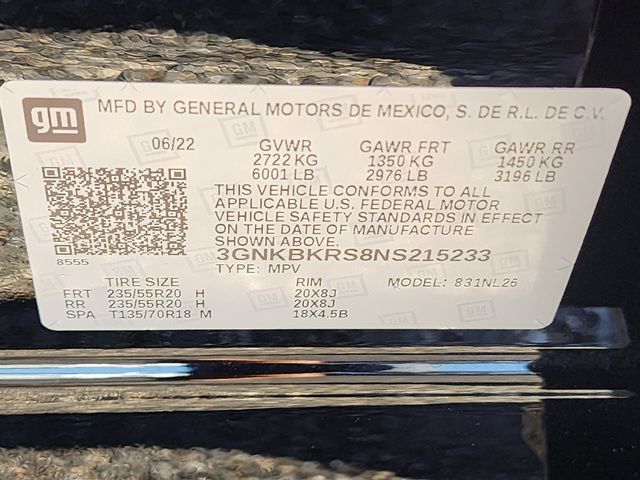 gm MFD BY GENERAL MOTORS DE MEXICO, S. DE R.L. DE C.V.
06/22 GVWR GAWR FRT GAWR RR
2722 KG 1350 KG 1450 KG
6001 LB 2976 LB 3196 LB
THIS VEHICLE CONFORMS TO ALL
APPLICABLE U.S. FEDERAL MOTOR
VEHICLE SAFETY STANDARDS IN EFFECT
ON THE DATE OF MANUFACTURE
SHOWN ABOVE.
8555 3GNKBKRS8NS215233
TYPE: MPV
TIRE SIZE RIM MODEL: 831NL26
FRT 235/55R20 H 20X8J
RR 235/55R20 H 20X8J
SPA T135/70R18 M 18X4.5B